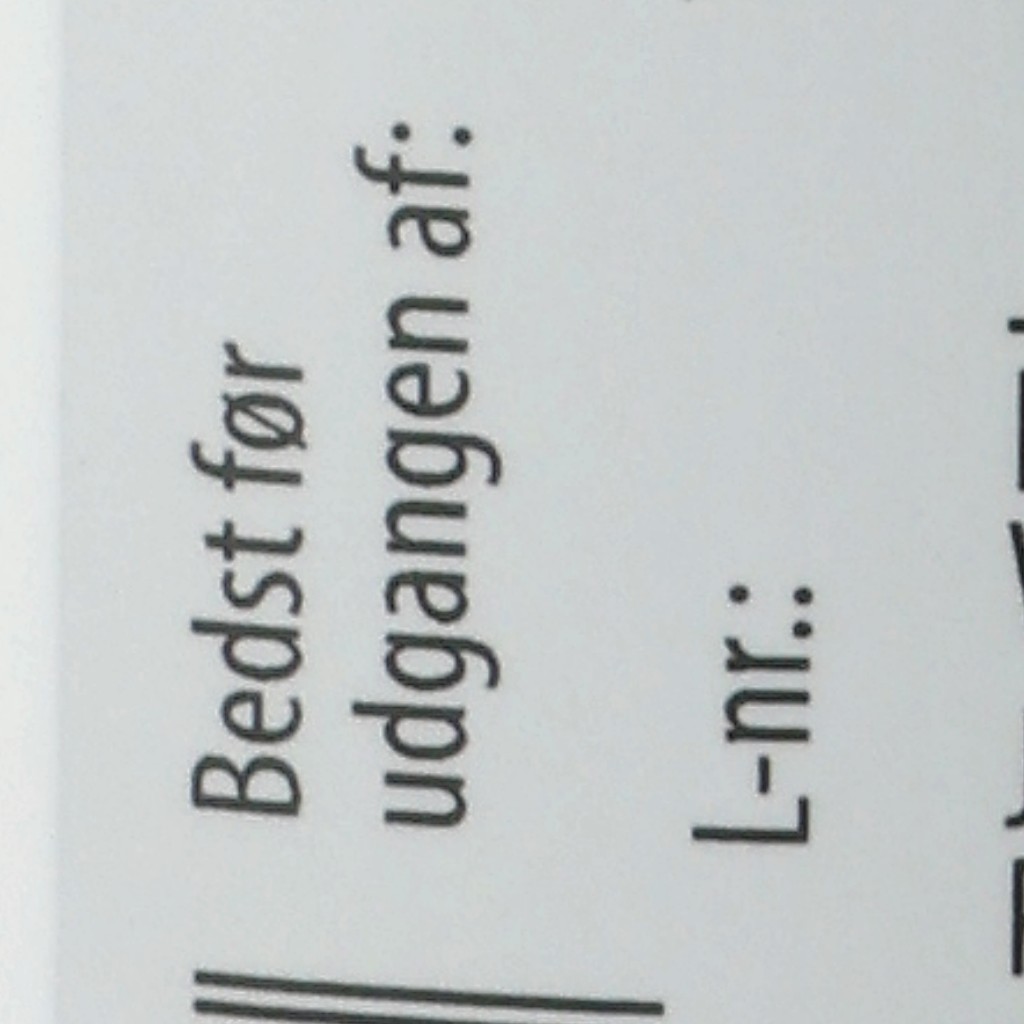 Bedst før
udgangen af:
L-nr.: